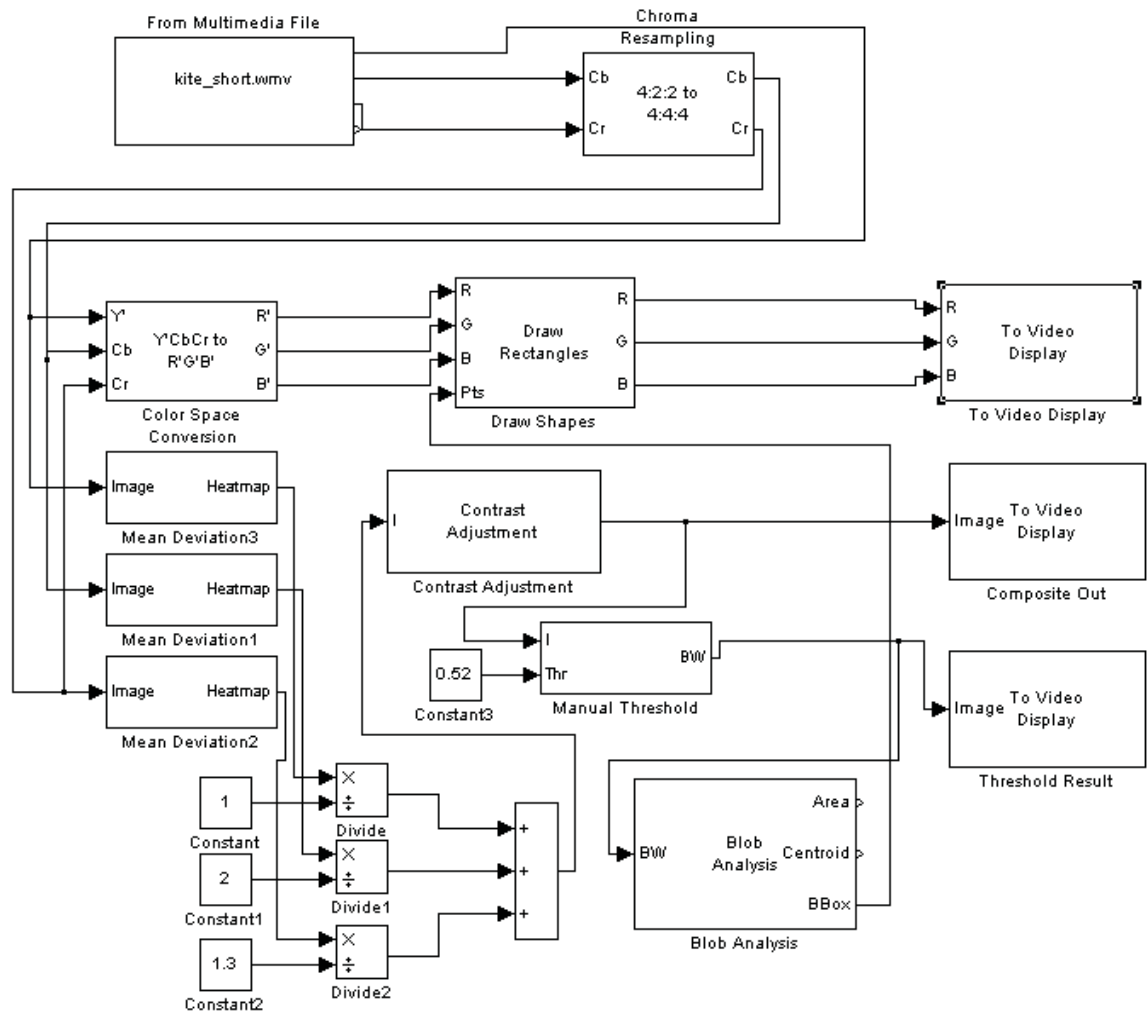 From Multimedia File
kite_short.wmv
Chroma
Resampling
Cb
Cr
4:2:2 to
4:4:4
Cb
Cr
Y'
Cb
Cr
Y'CbCr to
R'G'B'
R'
G'
B'
Color Space
Conversion
R
G
B
Pts
Draw
Rectangles
R
G
B
Draw Shapes
R
G
B
To Video
Display
To Video Display
Image
Heatmap
Mean Deviation3
Image
Heatmap
Mean Deviation1
Image
Heatmap
Mean Deviation2
I
Contrast
Adjustment
Contrast Adjustment
Image
To Video
Display
Composite Out
0.52
Constant3
I
Thr
BW
Manual Threshold
Image
To Video
Display
Threshold Result
1
Constant
×
÷
Divide
2
Constant1
×
÷
Divide1
1.3
Constant2
×
÷
Divide2
+
+
+
BW
Blob
Analysis
Area
Centroid
BBox
Blob Analysis